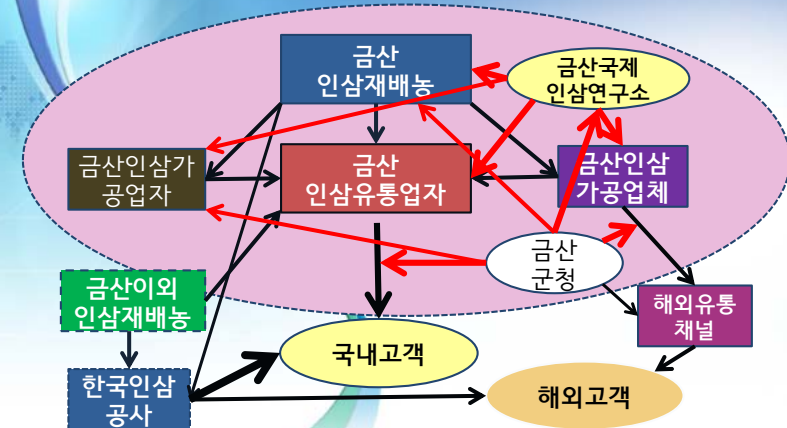 금산
인삼재배농
금산국제
인삼연구소
금산인삼가
공업자
금산
인삼유통업자
금산인삼
가공업체
금산
군청
금산이외
인삼재배농
해외유통
채널
국내고객
한국인삼
공사
해외고객